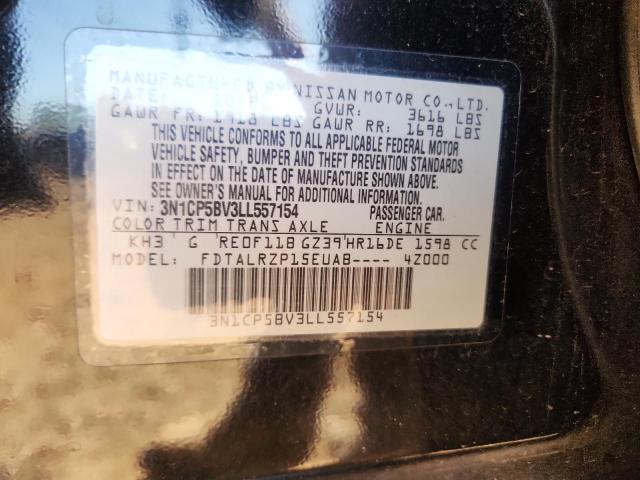 MANUFACTURED BY NISSAN MOTOR CO.,LTD.
DATE: GVWR: 3616 LBS
GAWR FR: 1918 LBS GAWR RR: 1698 LBS
THIS VEHICLE CONFORMS TO ALL APPLICABLE FEDERAL MOTOR
VEHICLE SAFETY, BUMPER AND THEFT PREVENTION STANDARDS
IN EFFECT ON THE DATE OF MANUFACTURE SHOWN ABOVE.
SEE OWNER'S MANUAL FOR ADDITIONAL INFORMATION.
VIN: 3N1CP5BV3LL557154 PASSENGER CAR.
COLOR TRIM TRANS AXLE ENGINE
KH3 G RE0F11B GZ39 HR16DE 1598 CC
MODEL: FDTALRZP15EUAB---- 4Z000
3N1CP5BV3LL557154